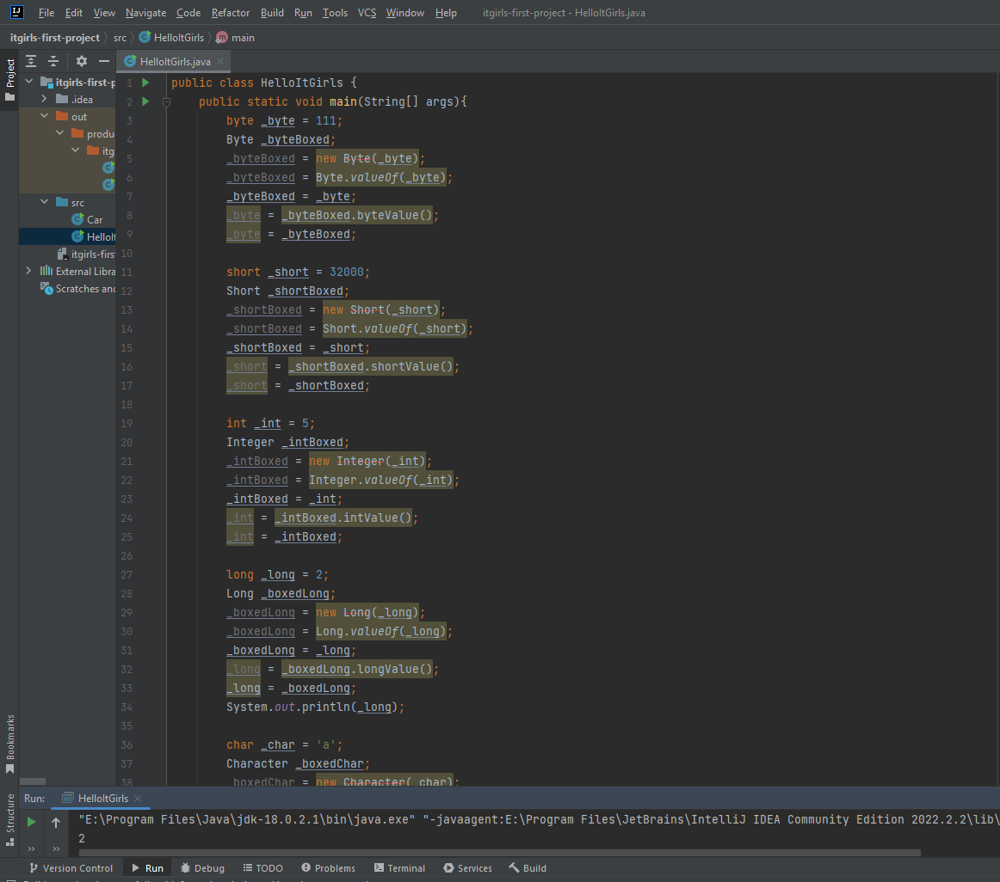 File Edit View Navigate Code Refactor Build Run Tools VCS Window Help itgirls-first-project - HelloItGirls.java
itgirls-first-project src HelloItGirls main
Project
HelloItGirls.java
itgirls-first-p
.idea
out
produ
itg
src
Car
HelloIt
itgirls-firs
External Libra
Scratches and
1 public class HelloItGirls {
2 public static void main(String[] args){
3 byte _byte = 111;
4 Byte _byteBoxed;
5 _byteBoxed = new Byte(_byte);
6 _byteBoxed = Byte.valueOf(_byte);
7 _byteBoxed = _byte;
8 _byte = _byteBoxed.byteValue();
9 _byte = _byteBoxed;
10
11 short _short = 32000;
12 Short _shortBoxed;
13 _shortBoxed = new Short(_short);
14 _shortBoxed = Short.valueOf(_short);
15 _shortBoxed = _short;
16 _short = _shortBoxed.shortValue();
17 _short = _shortBoxed;
18
19 int _int = 5;
20 Integer _intBoxed;
21 _intBoxed = new Integer(_int);
22 _intBoxed = Integer.valueOf(_int);
23 _intBoxed = _int;
24 _int = _intBoxed.intValue();
25 _int = _intBoxed;
26
27 long _long = 2;
28 Long _boxedLong;
29 _boxedLong = new Long(_long);
30 _boxedLong = Long.valueOf(_long);
31 _boxedLong = _long;
32 _long = _boxedLong.longValue();
33 _long = _boxedLong;
34 System.out.println(_long);
35
36 char _char = 'a';
37 Character _boxedChar;
38 _boxedChar = new Character(_char);
Bookmarks
Structure
Run: HelloItGirls
"E:\Program Files\Java\jdk-18.0.2.1\bin\java.exe" "-javaagent:E:\Program Files\JetBrains\IntelliJ IDEA Community Edition 2022.2.2\lib\
2
Version Control Run Debug TODO Problems Terminal Services Build